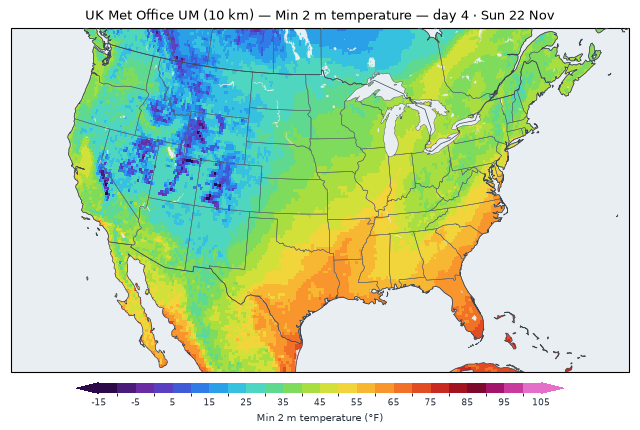 UK Met Office UM (10 km) — Min 2 m temperature — day 4 · Sun 22 Nov
-15 -5 5 15 25 35 45 55 65 75 85 95 105
Min 2 m temperature (°F)